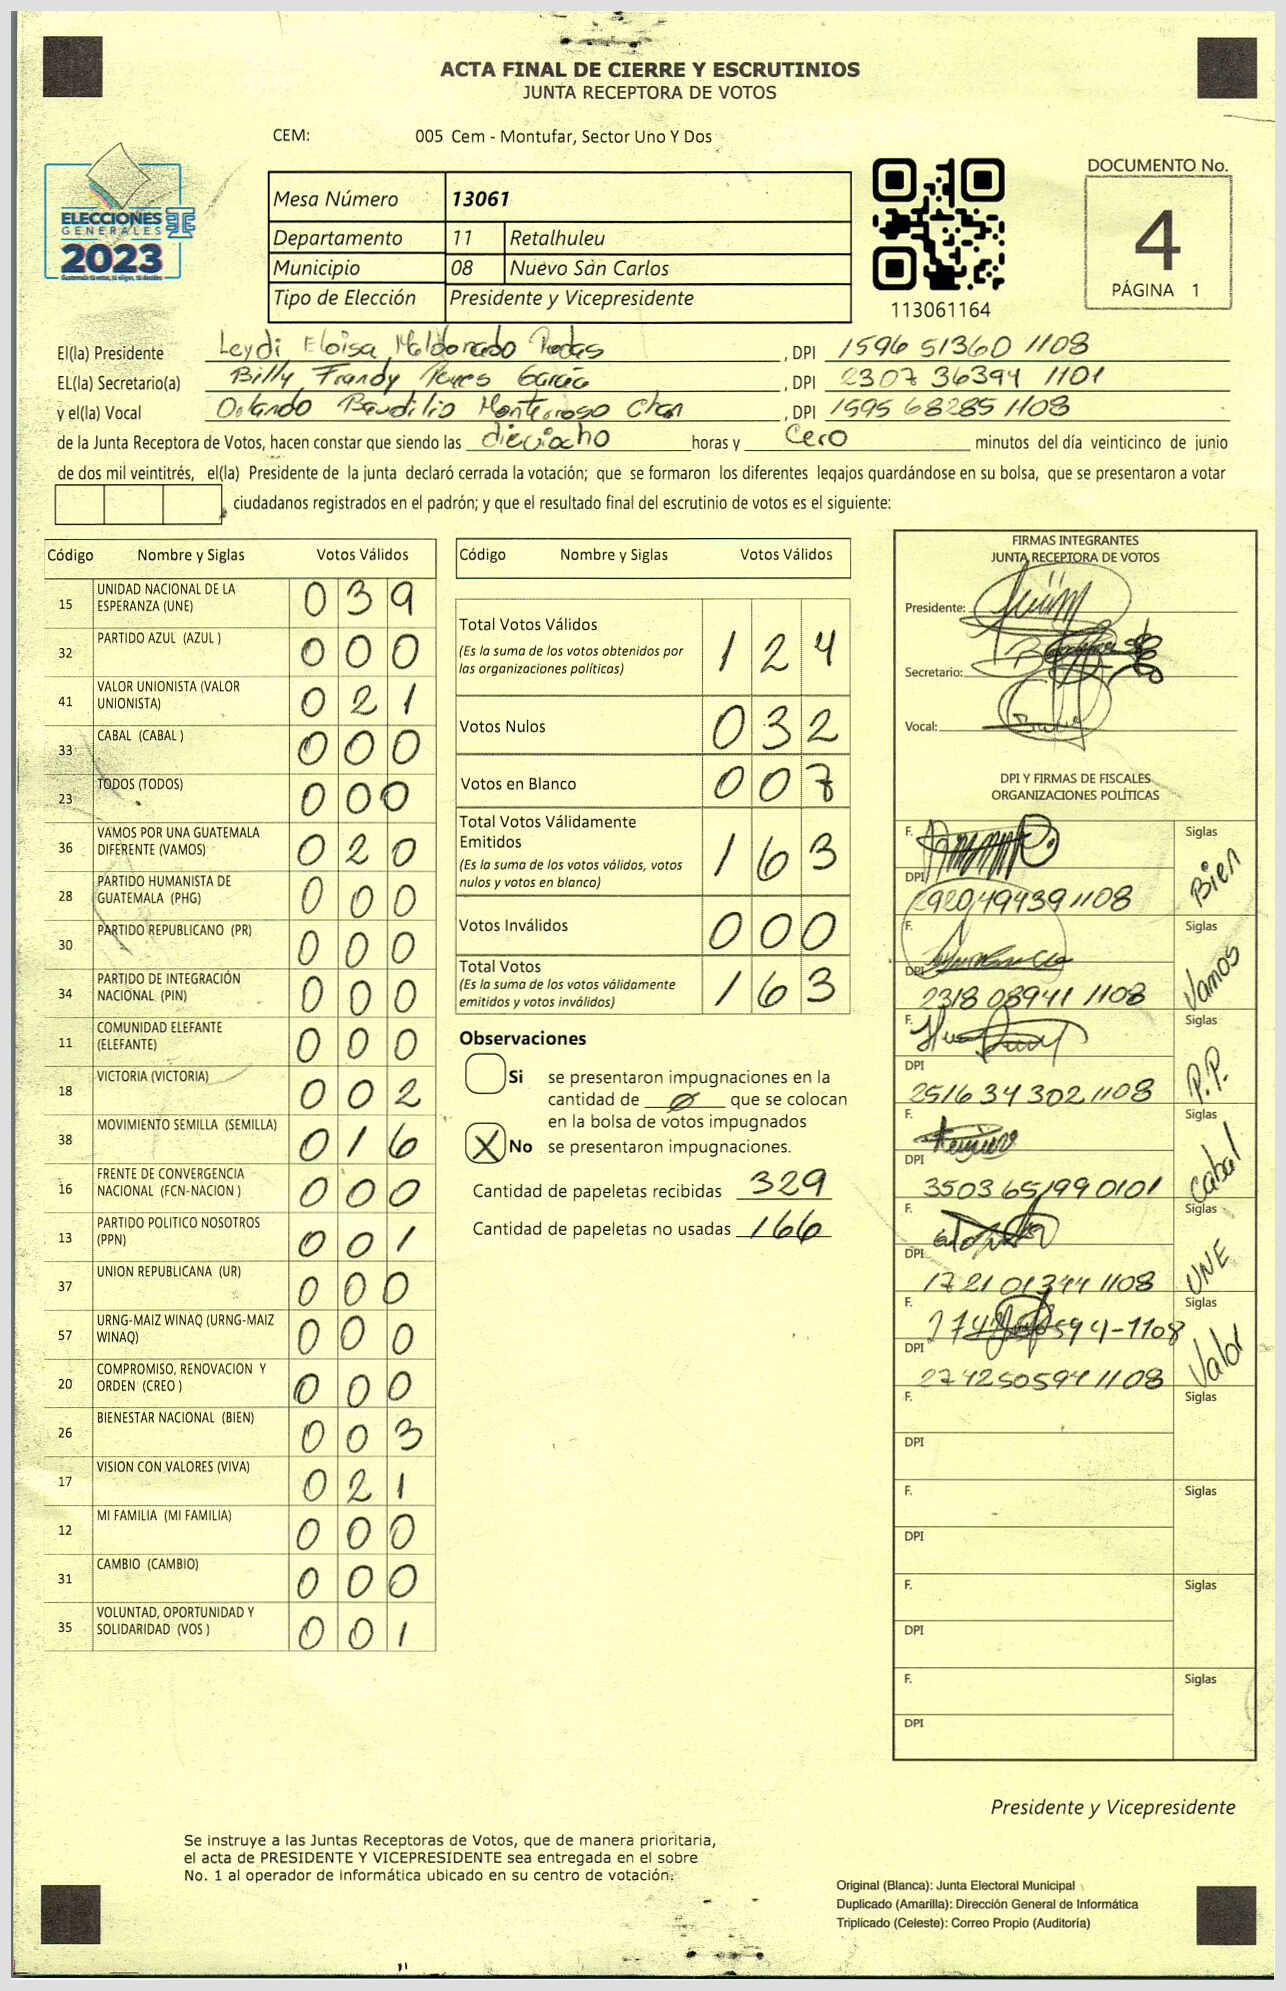 ACTA FINAL DE CIERRE Y ESCRUTINIOS
JUNTA RECEPTORA DE VOTOS
CEM: 005 Cem - Montufar, Sector Uno Y Dos
ELECCIONES
GENERALES
2023
Mesa Número 13061
Departamento 11 Retalhuleu
Municipio 08 Nuevo San Carlos
Tipo de Elección Presidente y Vicepresidente
113061164
DOCUMENTO No.
4
PÁGINA 1
El(la) Presidente Leydi Eloisa Maldonado Rodas, DPI 1596 51360 1108
EL(la) Secretario(a) Billy Frandy Reyes García, DPI 2307 36394 1101
y el(la) Vocal Orlando Baudilio Monterroso Chan, DPI 1595 68285 1108
de la Junta Receptora de Votos, hacen constar que siendo las dieciocho horas y cero minutos del día veinticinco de junio
de dos mil veintitrés, el(la) Presidente de la junta declaró cerrada la votación; que se formaron los diferentes legajos guardándose en su bolsa, que se presentaron a votar
ciudadanos registrados en el padrón; y que el resultado final del escrutinio de votos es el siguiente:
Código Nombre y Siglas Votos Válidos
15 UNIDAD NACIONAL DE LA ESPERANZA (UNE) 0 3 9
32 PARTIDO AZUL (AZUL ) 0 0 0
41 VALOR UNIONISTA (VALOR UNIONISTA) 0 2 1
33 CABAL (CABAL ) 0 0 0
23 TODOS (TODOS) 0 0 0
36 VAMOS POR UNA GUATEMALA DIFERENTE (VAMOS) 0 2 0
28 PARTIDO HUMANISTA DE GUATEMALA (PHG) 0 0 0
30 PARTIDO REPUBLICANO (PR) 0 0 0
34 PARTIDO DE INTEGRACIÓN NACIONAL (PIN) 0 0 0
11 COMUNIDAD ELEFANTE (ELEFANTE) 0 0 0
18 VICTORIA (VICTORIA) 0 0 2
38 MOVIMIENTO SEMILLA (SEMILLA) 0 1 6
16 FRENTE DE CONVERGENCIA NACIONAL (FCN-NACION ) 0 0 0
13 PARTIDO POLITICO NOSOTROS (PPN) 0 0 1
37 UNION REPUBLICANA (UR) 0 0 0
57 URNG-MAIZ WINAQ (URNG-MAIZ WINAQ) 0 0 0
20 COMPROMISO, RENOVACION Y ORDEN (CREO ) 0 0 0
26 BIENESTAR NACIONAL (BIEN) 0 0 3
17 VISION CON VALORES (VIVA) 0 2 1
12 MI FAMILIA (MI FAMILIA) 0 0 0
31 CAMBIO (CAMBIO) 0 0 0
35 VOLUNTAD, OPORTUNIDAD Y SOLIDARIDAD (VOS ) 0 0 1
Código Nombre y Siglas Votos Válidos
Total Votos Válidos 1 2 4
(Es la suma de los votos obtenidos por
las organizaciones políticas)
Votos Nulos 0 3 2
Votos en Blanco 0 0 7
Total Votos Válidamente
Emitidos 1 6 3
(Es la suma de los votos válidos, votos
nulos y votos en blanco)
Votos Inválidos 0 0 0
Total Votos 1 6 3
(Es la suma de los votos válidamente
emitidos y votos inválidos)
Observaciones
Si se presentaron impugnaciones en la
cantidad de 0 que se colocan
en la bolsa de votos impugnados
X No se presentaron impugnaciones.
Cantidad de papeletas recibidas 329
Cantidad de papeletas no usadas 166
FIRMAS INTEGRANTES
JUNTA RECEPTORA DE VOTOS
Presidente:
Secretario:
Vocal:
DPI Y FIRMAS DE FISCALES
ORGANIZACIONES POLÍTICAS
F. Siglas Bien
DPI 292049439 1108
F. Siglas Vamos
DPI 2318 08941 1108
F. Siglas P.P.
DPI 2516 34 302 1108
F. Siglas Cabal
DPI 3503 65199 0101
F. Siglas UNE
DPI 1721 01344 1108
F. Siglas Valor
DPI 274250594 1108
F. Siglas
DPI
F. Siglas
DPI
F. Siglas
DPI
F. Siglas
DPI
Presidente y Vicepresidente
Se instruye a las Juntas Receptoras de Votos, que de manera prioritaria,
el acta de PRESIDENTE Y VICEPRESIDENTE sea entregada en el sobre
No. 1 al operador de informática ubicado en su centro de votación.
Original (Blanca): Junta Electoral Municipal
Duplicado (Amarilla): Dirección General de Informática
Triplicado (Celeste): Correo Propio (Auditoría)